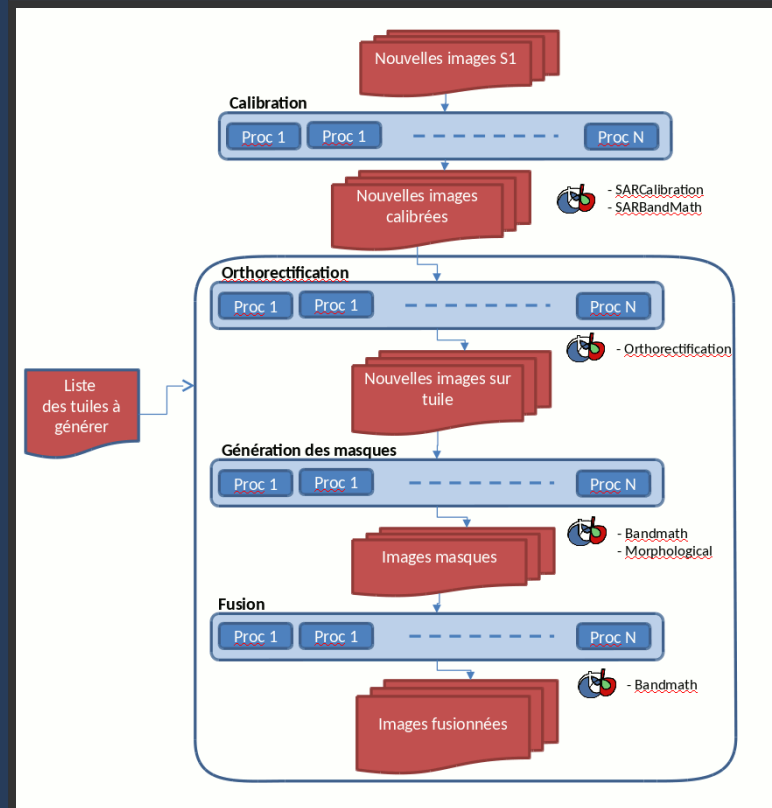 Nouvelles images S1
Calibration
Proc 1
Proc 1
Proc N
Nouvelles images
calibrées
- SARCalibration
- SARBandMath
Orthorectification
Proc 1
Proc 1
Proc N
- Orthorectification
Liste
des tuiles à
générer
Nouvelles images sur
tuile
Génération des masques
Proc 1
Proc 1
Proc N
- Bandmath
- Morphological
Images masques
Fusion
Proc 1
Proc 1
Proc N
- Bandmath
Images fusionnées